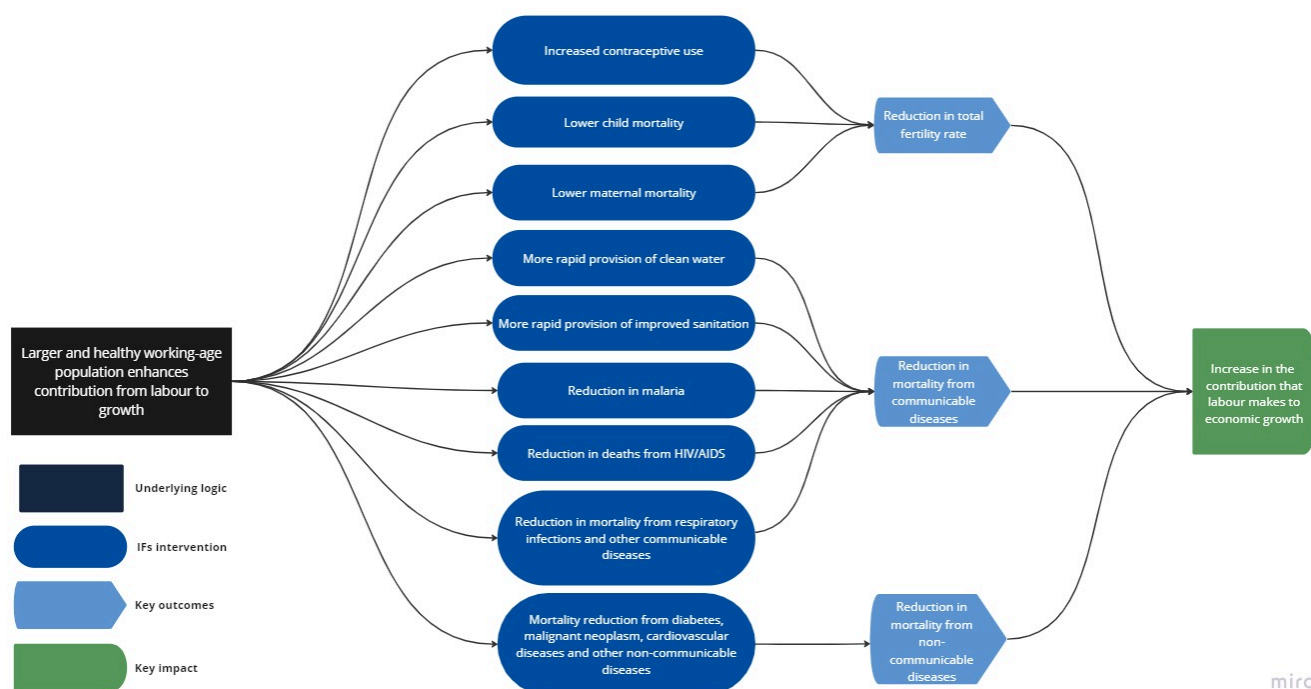 Increased contraceptive use
Lower child mortality
Lower maternal mortality
More rapid provision of clean water
More rapid provision of improved sanitation
Reduction in malaria
Reduction in deaths from HIV/AIDS
Reduction in mortality from respiratory
infections and other communicable
diseases
Mortality reduction from diabetes,
malignant neoplasm, cardiovascular
diseases and other non-communicable
diseases
Reduction in total
fertility rate
Reduction in
mortality from
communicable
diseases
Reduction in
mortality from
non-
communicable
diseases
Increase in the
contribution that
labour makes to
economic growth
Larger and healthy working-age
population enhances
contribution from labour to
growth
Underlying logic
IFs intervention
Key outcomes
Key impact
miro